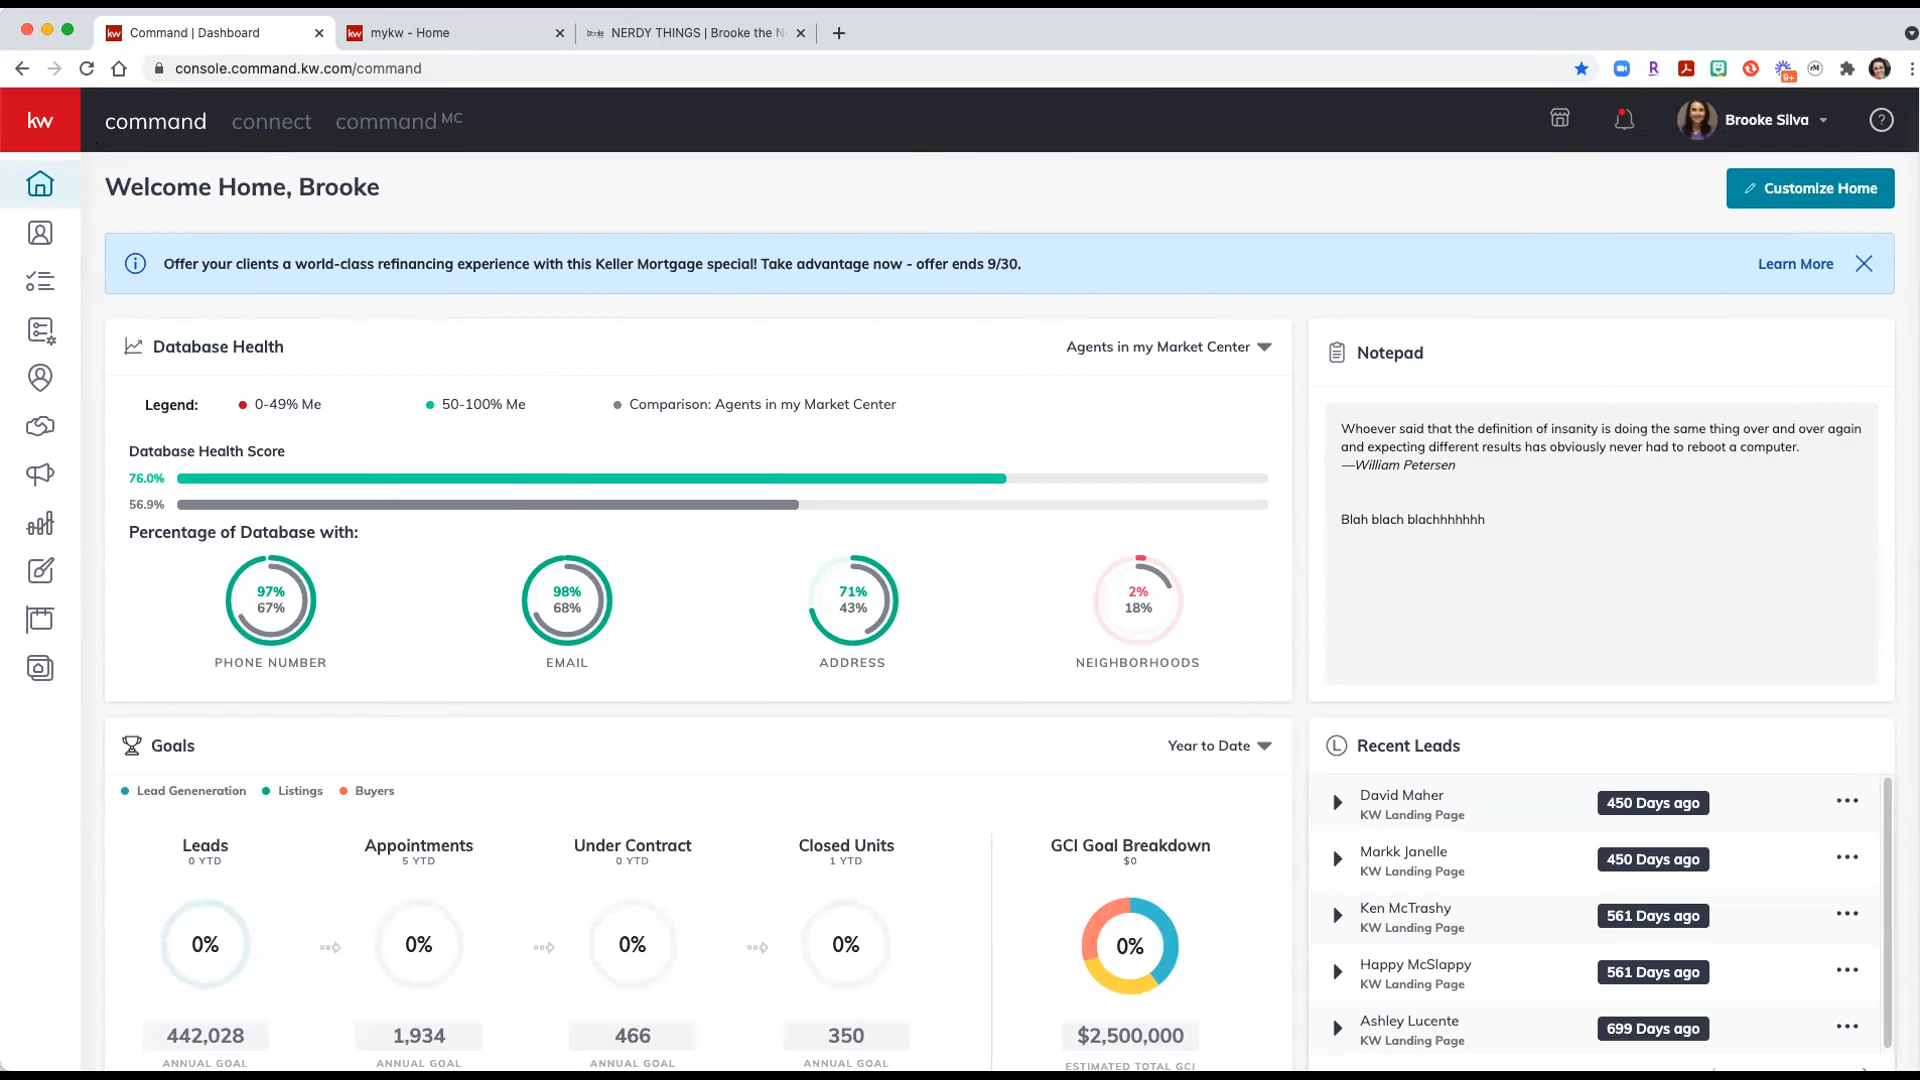 Command | Dashboard
mykw - Home
NERDY THINGS | Brooke the N
console.command.kw.com/command
9+
kw
command
connect
command MC
Brooke Silva
Welcome Home, Brooke
Customize Home
Offer your clients a world-class refinancing experience with this Keller Mortgage special! Take advantage now - offer ends 9/30.
Learn More
Database Health
Agents in my Market Center
Legend:
0-49% Me
50-100% Me
Comparison: Agents in my Market Center
Database Health Score
76.0%
56.9%
Percentage of Database with:
97%
67%
PHONE NUMBER
98%
68%
EMAIL
71%
43%
ADDRESS
2%
18%
NEIGHBORHOODS
Notepad
Whoever said that the definition of insanity is doing the same thing over and over again
and expecting different results has obviously never had to reboot a computer.
—William Petersen
Blah blach blachhhhhhh
Goals
Year to Date
Lead Geneneration
Listings
Buyers
Leads
0 YTD
0%
442,028
ANNUAL GOAL
Appointments
5 YTD
0%
1,934
ANNUAL GOAL
Under Contract
0 YTD
0%
466
ANNUAL GOAL
Closed Units
1 YTD
0%
350
ANNUAL GOAL
GCI Goal Breakdown
$0
0%
$2,500,000
ESTIMATED TOTAL GCI
Recent Leads
David Maher
KW Landing Page
450 Days ago
Markk Janelle
KW Landing Page
450 Days ago
Ken McTrashy
KW Landing Page
561 Days ago
Happy McSlappy
KW Landing Page
561 Days ago
Ashley Lucente
KW Landing Page
699 Days ago